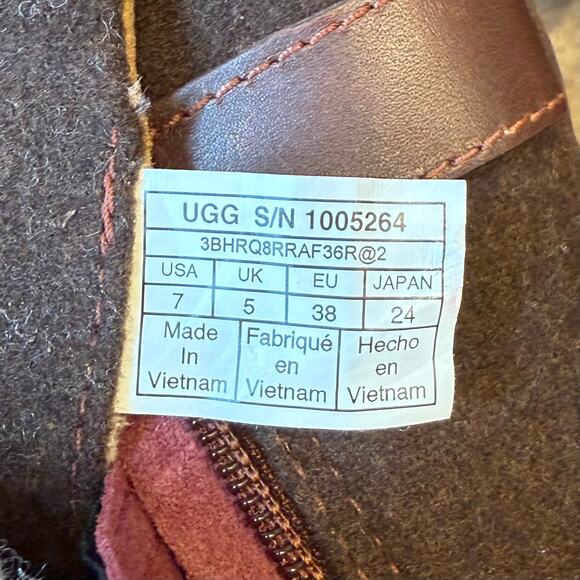 UGG S/N 1005264
3BHRQ8RRAF36R@2
USA UK EU JAPAN
7 5 38 24
Made Fabriqué Hecho
In en en
Vietnam Vietnam Vietnam